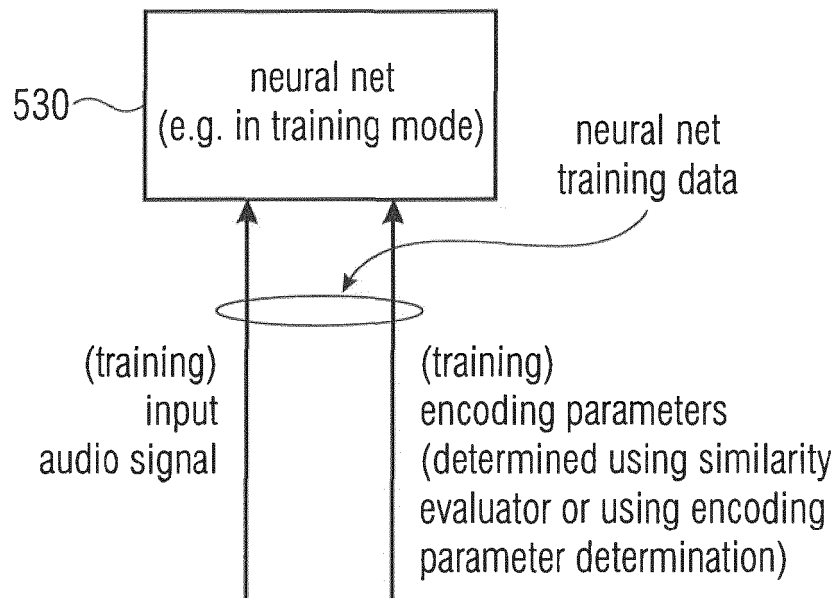 530
neural net
(e.g. in training mode)
neural net
training data
(training)
input
audio signal
(training)
encoding parameters
(determined using similarity
evaluator or using encoding
parameter determination)